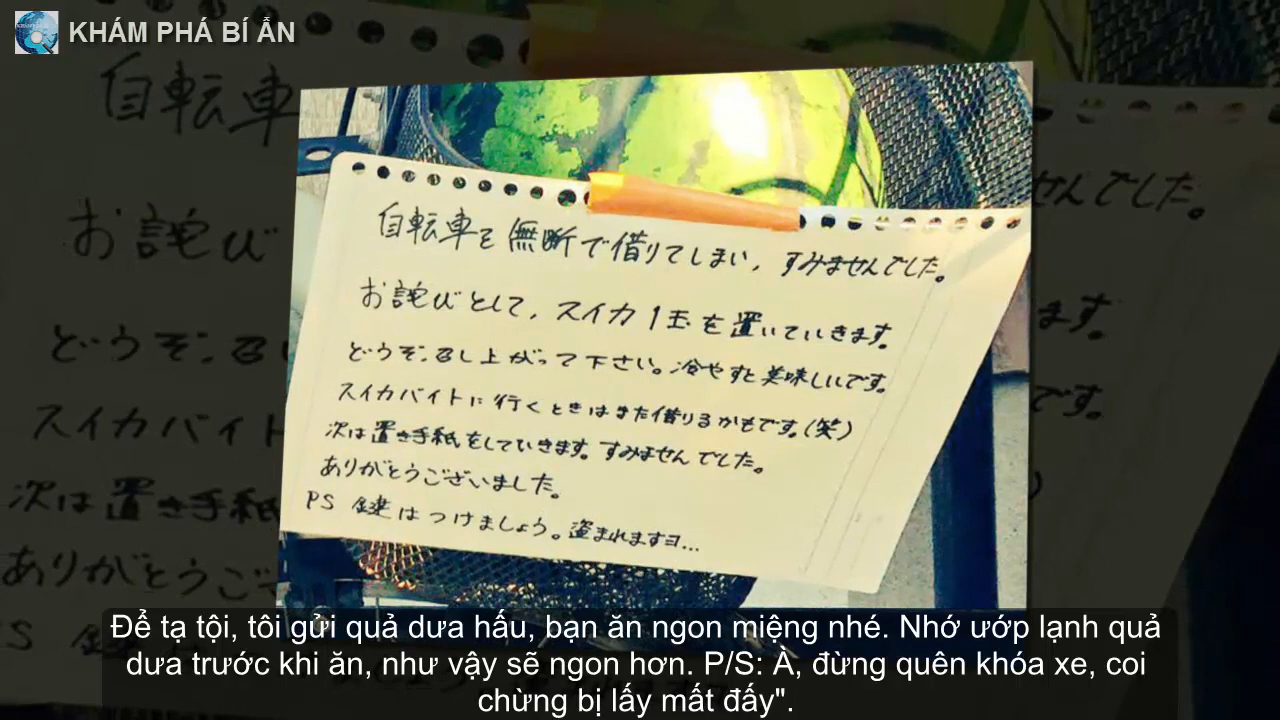 KHÁM PHÁ BÍ ẨN
自転車を無断で借りてしまい、すみませんでした。
お詫びとして、スイカ1玉を置いていきます。
どうぞ、召し上がって下さい。冷やすと美味しいです。
スイカバイトに行くときはまた借りるかもです。(笑)
次は置き手紙をしていきます。すみませんでした。
ありがとうございました。
PS 鍵はつけましょう。盗まれますヨ...
Để tạ tội, tôi gửi quả dưa hấu, bạn ăn ngon miệng nhé. Nhớ ướp lạnh quả
dưa trước khi ăn, như vậy sẽ ngon hơn. P/S: À, đừng quên khóa xe, coi
chừng bị lấy mất đấy".